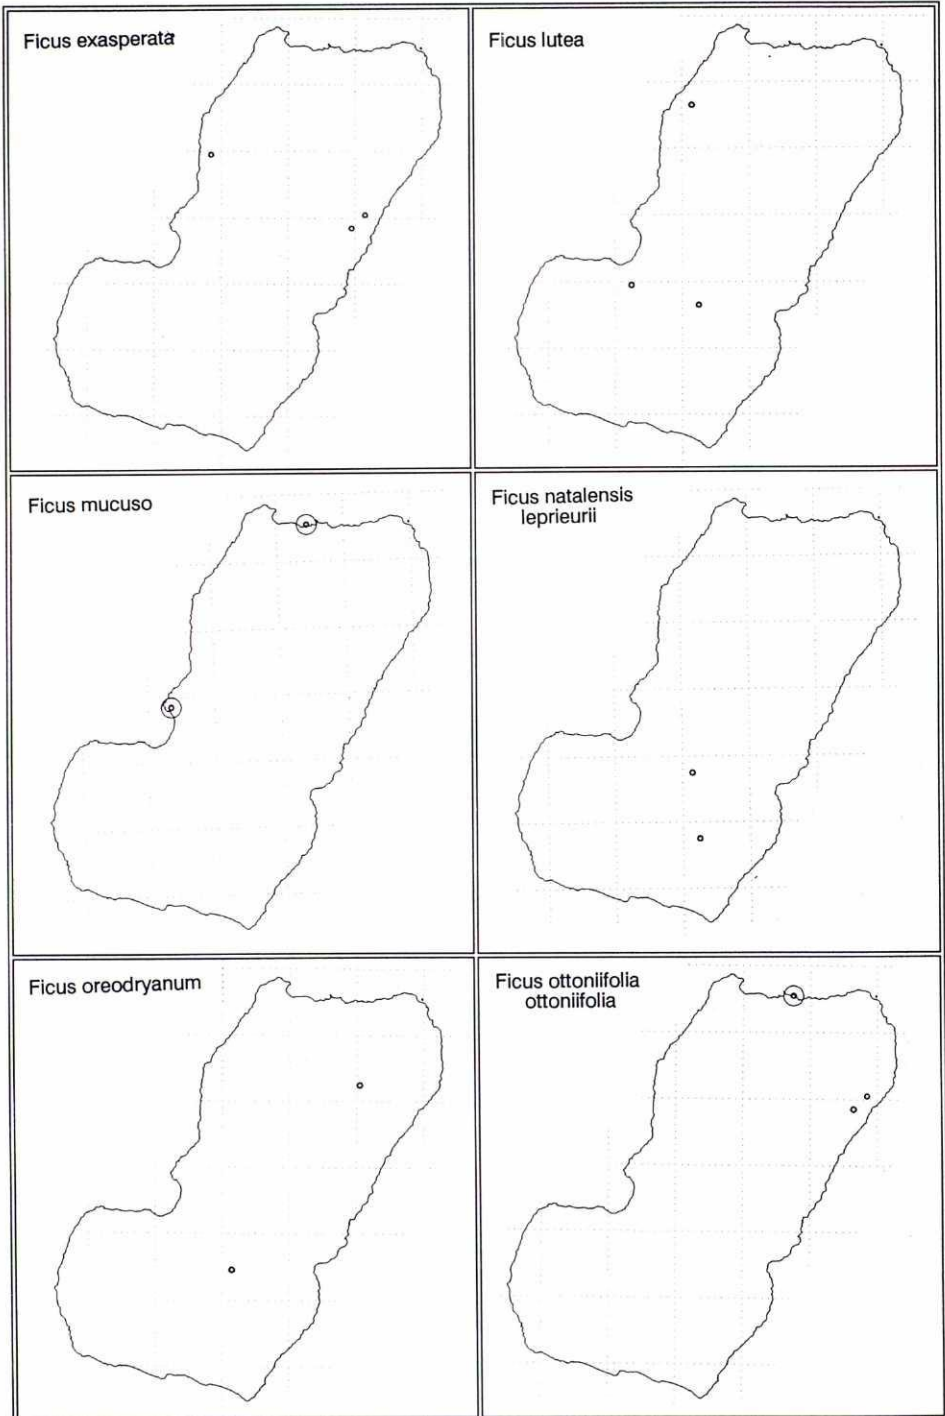 Ficus exasperata
Ficus lutea
Ficus mucuso
Ficus natalensis
leprieurii
Ficus oreodryanum
Ficus ottoniifolia
ottoniifolia